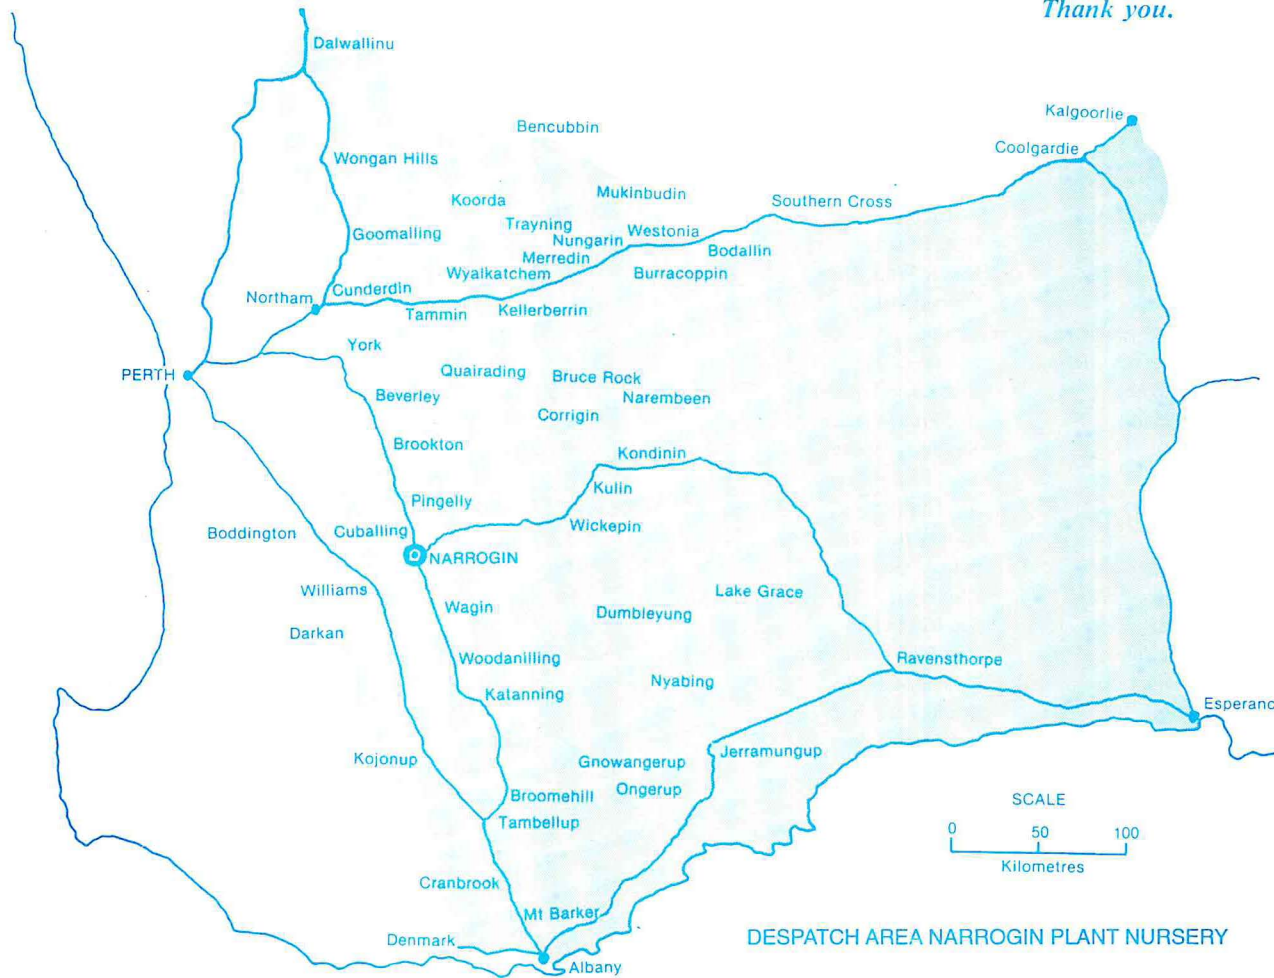 Thank you.
Dalwallinu
Kalgoorlie
Bencubbin
Coolgardie
Wongan Hills
Mukinbudin
Koorda
Southern Cross
Trayning
Goomalling
Westonia
Nungarin
Bodallin
Merredin
Wyalkatchem
Burracoppin
Cunderdin
Northam
Tammin
Kellerberrin
York
PERTH
Quairading
Bruce Rock
Beverley
Narembeen
Corrigin
Brookton
Kondinin
Kulin
Pingelly
Wickepin
Boddington
Cuballing
NARROGIN
Williams
Lake Grace
Wagin
Dumbleyung
Darkan
Woodanilling
Ravensthorpe
Nyabing
Katanning
Esperanc
Jerramungup
Kojonup
Gnowangerup
Ongerup
Broomehill
SCALE
Tambellup
0 50 100
Kilometres
Cranbrook
Mt Barker
Denmark
DESPATCH AREA NARROGIN PLANT NURSERY
Albany